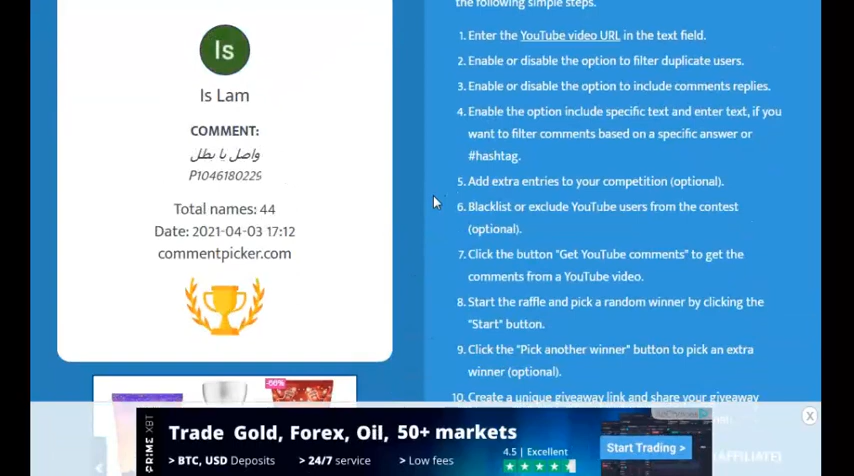 Is
Is Lam
COMMENT:
واصل يا بطل
P1046180229
Total names: 44
Date: 2021-04-03 17:12
commentpicker.com
the following simple steps.
1. Enter the YouTube video URL in the text field.
2. Enable or disable the option to filter duplicate users.
3. Enable or disable the option to include comments replies.
4. Enable the option include specific text and enter text, if you
want to filter comments based on a specific answer or
#hashtag.
5. Add extra entries to your competition (optional).
6. Blacklist or exclude YouTube users from the contest
(optional).
7. Click the button "Get YouTube comments" to get the
comments from a YouTube video.
8. Start the raffle and pick a random winner by clicking the
"Start" button.
9. Click the "Pick another winner" button to pick an extra
winner (optional).
10. Create a unique giveaway link and share your giveaway
-60%
AdChoices
X
PRIME XBT
Trade Gold, Forex, Oil, 50+ markets
> BTC, USD Deposits > 24/7 service > Low fees
4.5 | Excellent
Start Trading >
(AFFILIATE)